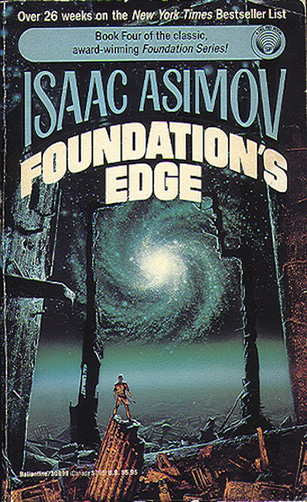 Over 26 weeks on the New York Times Bestseller List
Book Four of the classic,
award-winning Foundation Series!
ISAAC ASIMOV
FOUNDATION'S
EDGE